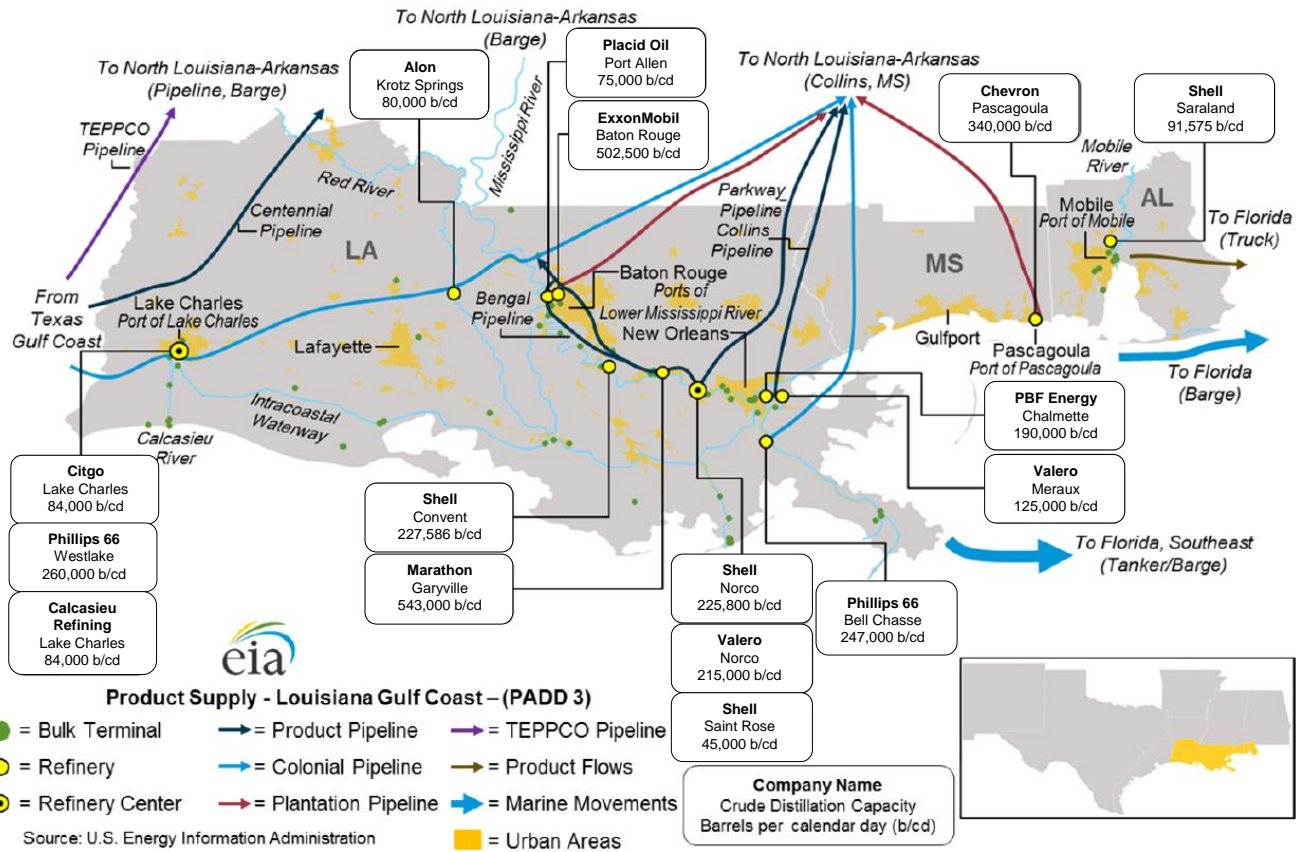 To North Louisiana-Arkansas
(Barge)
To North Louisiana-Arkansas
(Pipeline, Barge)
TEPPCO
Pipeline
Alon
Krotz Springs
80,000 b/cd
Mississippi River
Placid Oil
Port Allen
75,000 b/cd
ExxonMobil
Baton Rouge
502,500 b/cd
To North Louisiana-Arkansas
(Collins, MS)
Chevron
Pascagoula
340,000 b/cd
Shell
Saraland
91,575 b/cd
Mobile
River
Red River
Centennial
Pipeline
LA
Parkway
Pipeline
Collins
Pipeline
MS
Mobile
Port of Mobile
AL
To Florida
(Truck)
From
Texas
Gulf Coast
Lake Charles
Port of Lake Charles
Bengal
Pipeline
Baton Rouge
Ports of
Lower Mississippi River
New Orleans
Lafayette
Gulfport
Pascagoula
Port of Pascagoula
To Florida
(Barge)
Intracoastal
Waterway
Calcasieu
River
PBF Energy
Chalmette
190,000 b/cd
Valero
Meraux
125,000 b/cd
Citgo
Lake Charles
84,000 b/cd
Phillips 66
Westlake
260,000 b/cd
Calcasieu
Refining
Lake Charles
84,000 b/cd
Shell
Convent
227,586 b/cd
Marathon
Garyville
543,000 b/cd
Shell
Norco
225,800 b/cd
Valero
Norco
215,000 b/cd
Shell
Saint Rose
45,000 b/cd
Phillips 66
Bell Chasse
247,000 b/cd
To Florida, Southeast
(Tanker/Barge)
eia
Product Supply - Louisiana Gulf Coast – (PADD 3)
= Bulk Terminal
= Product Pipeline
= TEPPCO Pipeline
= Refinery
= Colonial Pipeline
= Product Flows
= Refinery Center
= Plantation Pipeline
= Marine Movements
Source: U.S. Energy Information Administration
= Urban Areas
Company Name
Crude Distillation Capacity
Barrels per calendar day (b/cd)